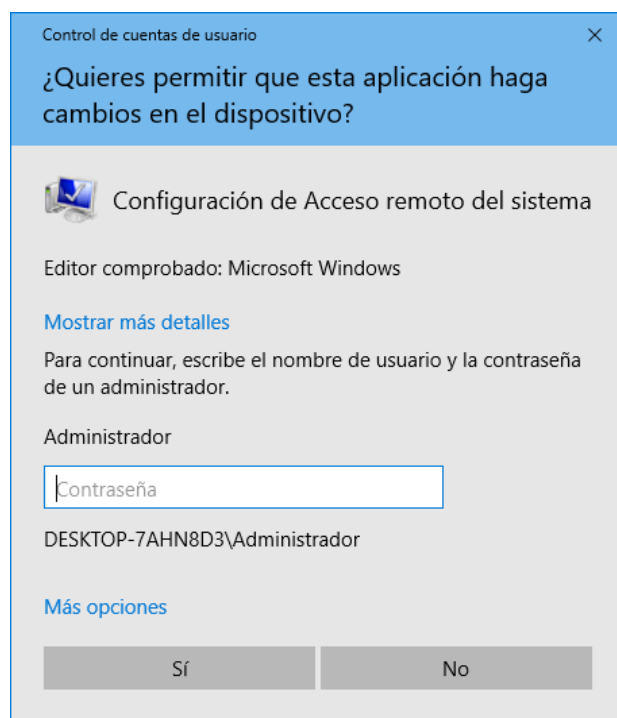 Control de cuentas de usuario
¿Quieres permitir que esta aplicación haga
cambios en el dispositivo?
Configuración de Acceso remoto del sistema
Editor comprobado: Microsoft Windows
Mostrar más detalles
Para continuar, escribe el nombre de usuario y la contraseña
de un administrador.
Administrador
Contraseña
DESKTOP-7AHN8D3\Administrador
Más opciones
Sí
No